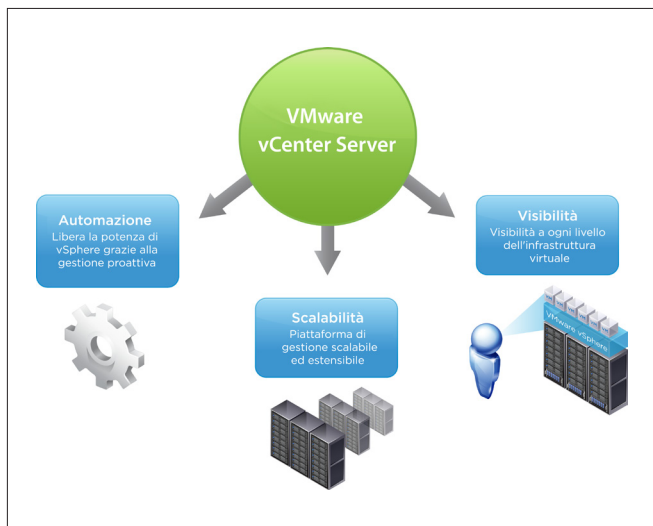 VMware
vCenter Server
Automazione
Libera la potenza di
vSphere grazie alla
gestione proattiva
Scalabilità
Piattaforma di
gestione scalabile
ed estensibile
Visibilità
Visibilità a ogni livello
dell'infrastruttura
virtuale
VMware vSphere